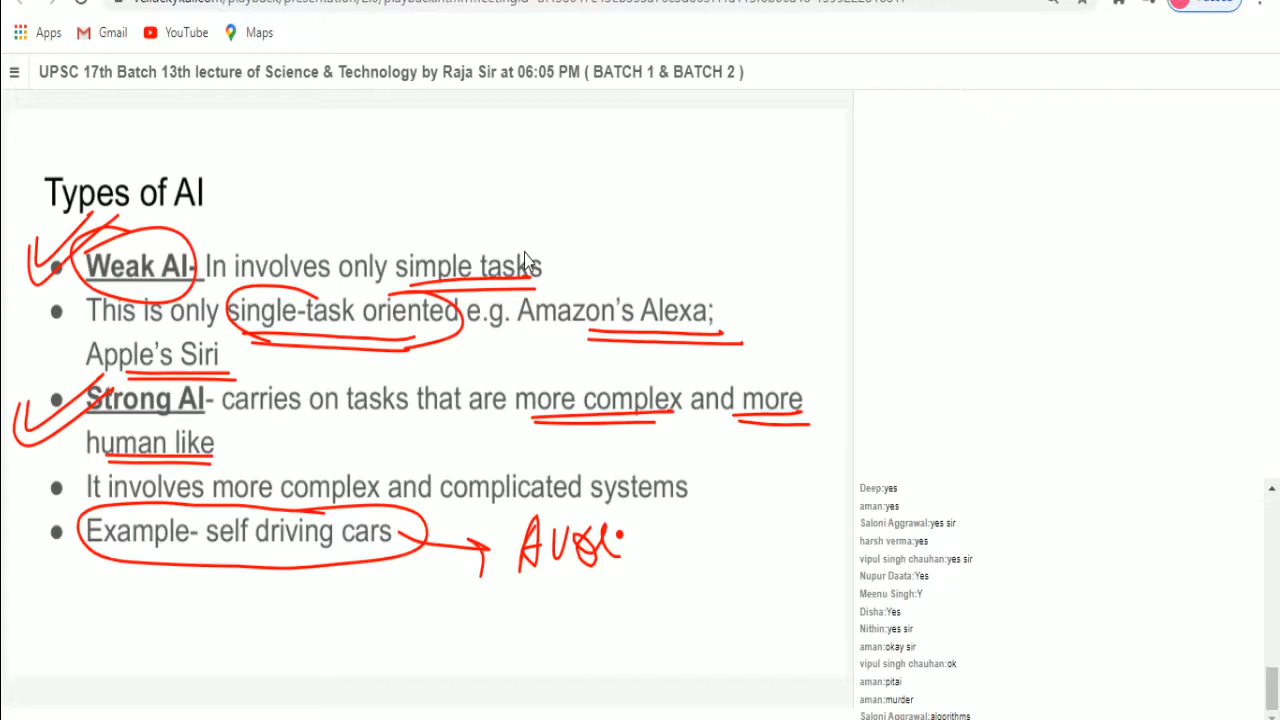 Apps Gmail YouTube Maps
UPSC 17th Batch 13th lecture of Science & Technology by Raja Sir at 06:05 PM ( BATCH 1 & BATCH 2 )
Types of AI
Weak AI- In involves only simple tasks
This is only single-task oriented e.g. Amazon's Alexa;
Apple's Siri
Strong AI- carries on tasks that are more complex and more
human like
It involves more complex and complicated systems
Example- self driving cars
Deep:yes
aman:yes
Saloni Aggrawal:yes sir
harsh verma:yes
vipul singh chauhan:yes sir
Nupur Daata:Yes
Meenu Singh:Y
Disha:Yes
Nithin:yes sir
aman:okay sir
vipul singh chauhan:ok
aman:pitai
aman:murder
Saloni Aggrawal:algorithms